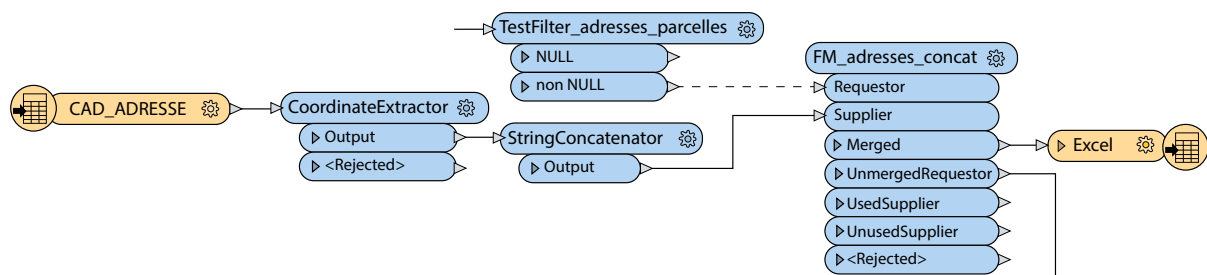 TestFilter_adresses_parcelles
NULL
non NULL
FM_adresses_concat
Requestor
Supplier
Merged
UnmergedRequestor
UsedSupplier
UnusedSupplier
<Rejected>
CAD_ADRESSE
CoordinateExtractor
Output
<Rejected>
StringConcatenator
Output
Excel